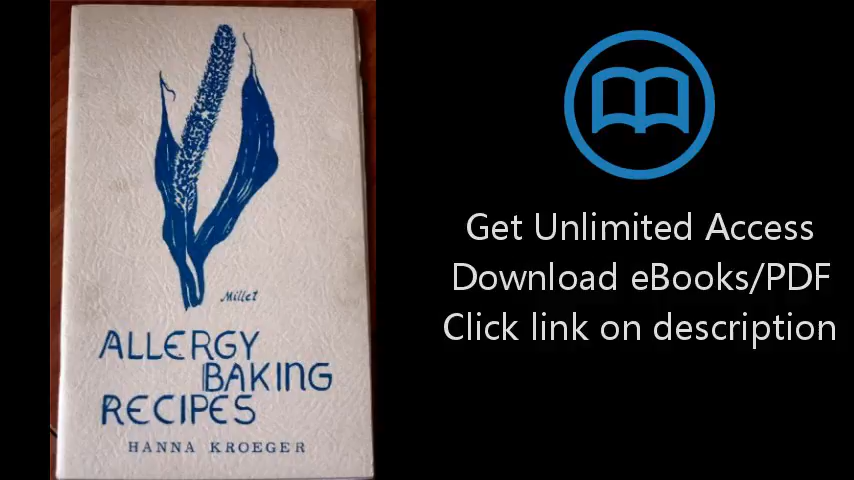 Millet
ALLERGY
BAKING
RECIPES
HANNA KROEGER
Get Unlimited Access
Download eBooks/PDF
Click link on description